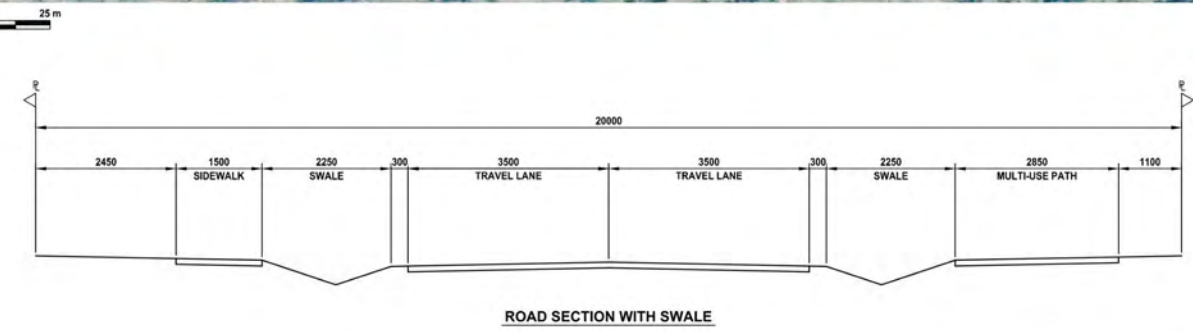 25 m
20000
2450 1500 2250 300 3500 3500 300 2250 2850 1100
SIDEWALK SWALE TRAVEL LANE TRAVEL LANE SWALE MULTI-USE PATH
ROAD SECTION WITH SWALE